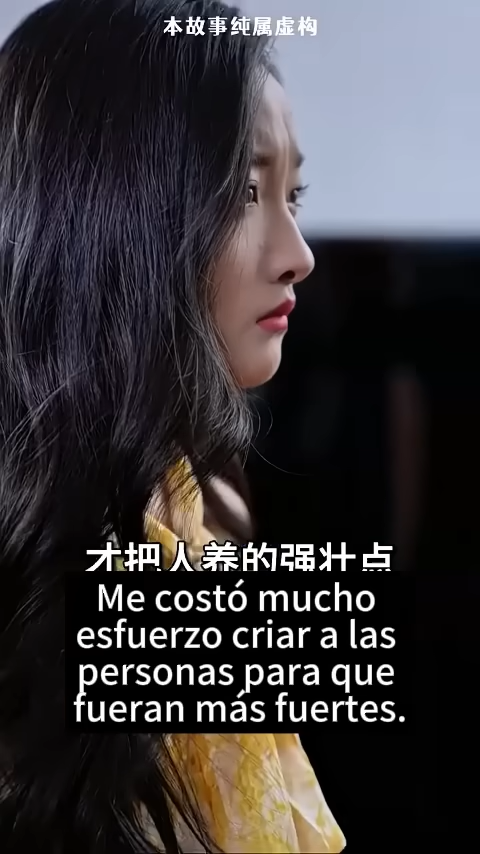 本故事纯属虚构
才把人养的强壮点
Me costó mucho
esfuerzo criar a las
personas para que
fueran más fuertes.